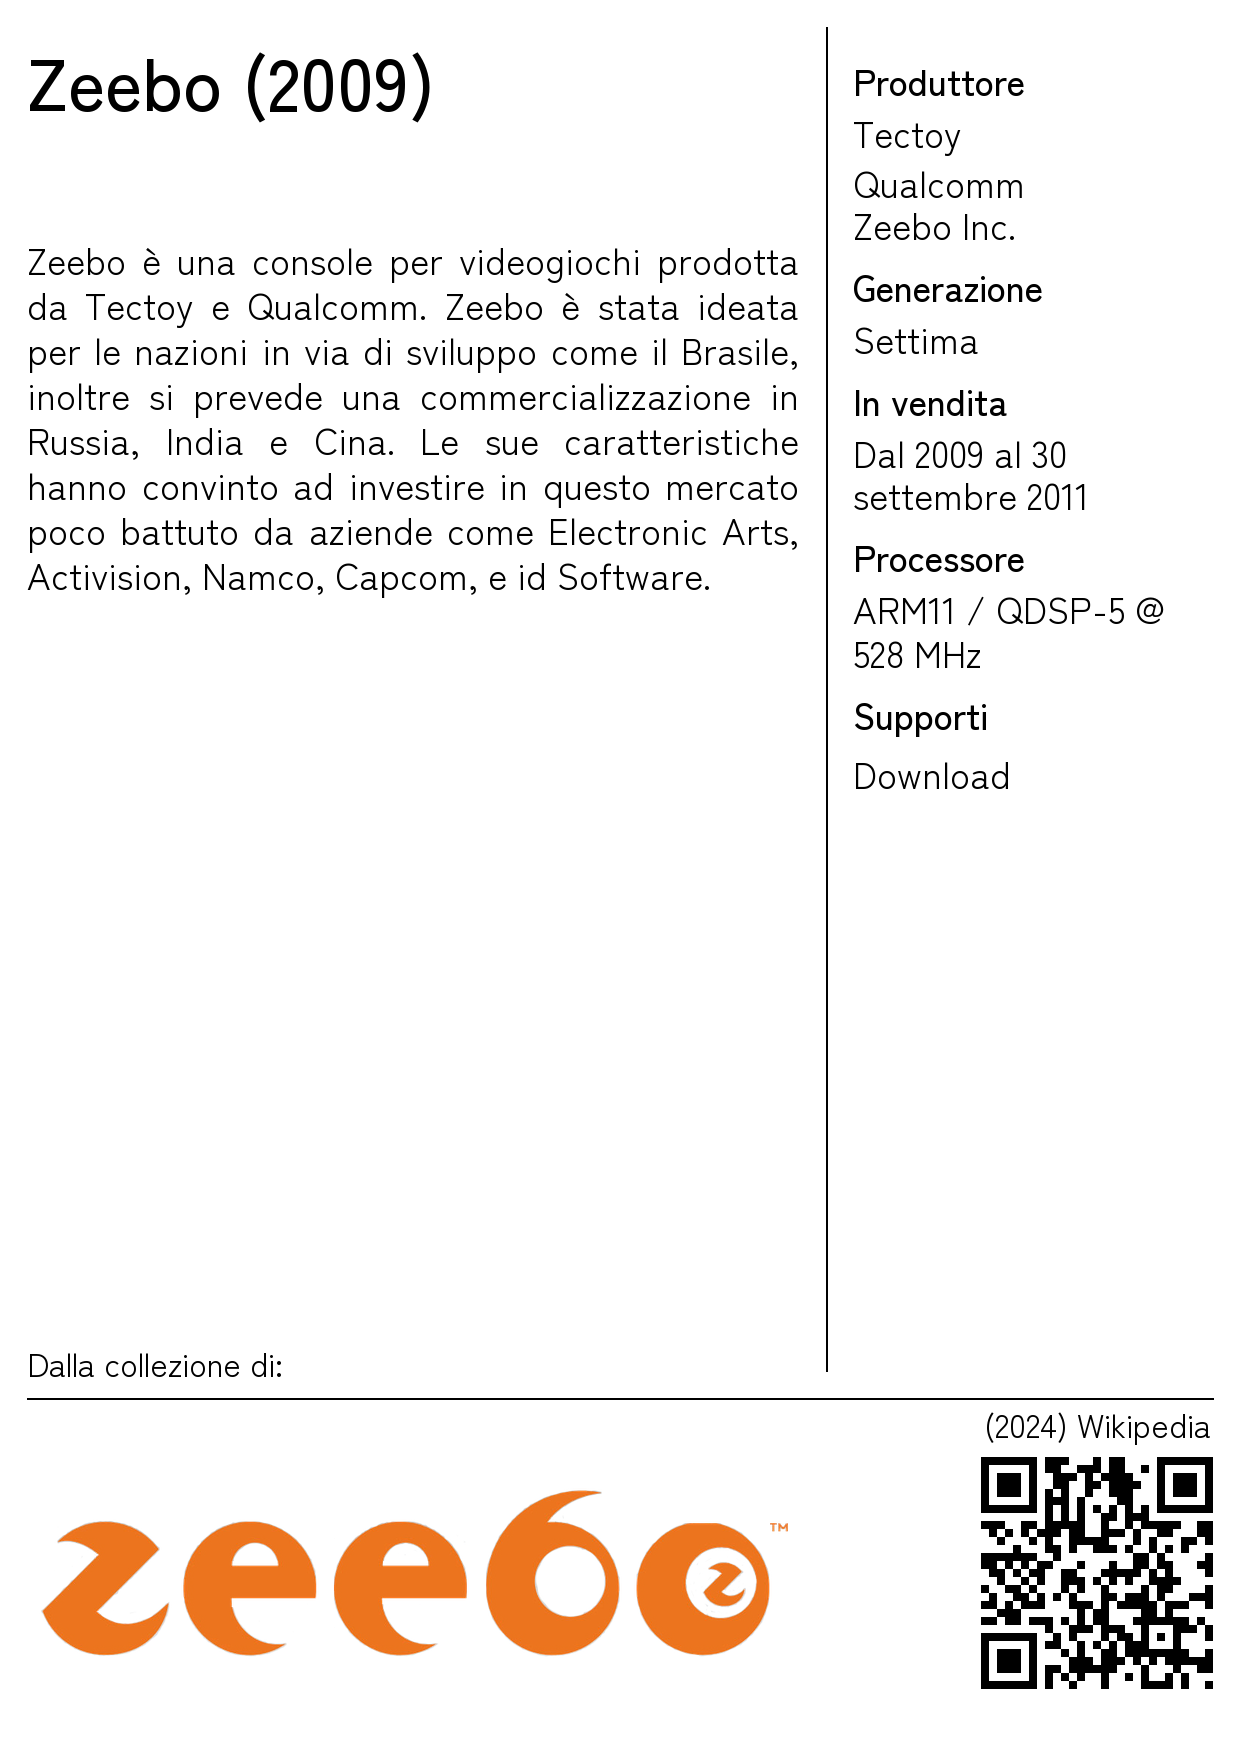 Zeebo (2009)
Zeebo è una console per videogiochi prodotta
da Tectoy e Qualcomm. Zeebo è stata ideata
per le nazioni in via di sviluppo come il Brasile,
inoltre si prevede una commercializzazione in
Russia, India e Cina. Le sue caratteristiche
hanno convinto ad investire in questo mercato
poco battuto da aziende come Electronic Arts,
Activision, Namco, Capcom, e id Software.
Produttore
Tectoy
Qualcomm
Zeebo Inc.
Generazione
Settima
In vendita
Dal 2009 al 30
settembre 2011
Processore
ARM11 / QDSP-5 @
528 MHz
Supporti
Download
Dalla collezione di:
(2024) Wikipedia
zeebo z ™